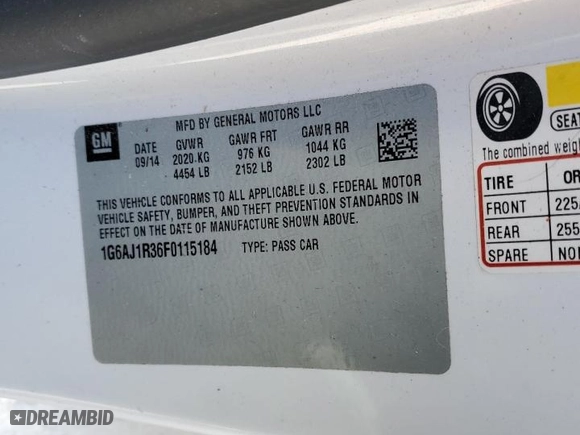 GM
MFD BY GENERAL MOTORS LLC
DATE GVWR GAWR FRT GAWR RR
09/14 2020 KG 976 KG 1044 KG
4454 LB 2152 LB 2302 LB
THIS VEHICLE CONFORMS TO ALL APPLICABLE U.S. FEDERAL MOTOR
VEHICLE SAFETY, BUMPER, AND THEFT PREVENTION STANDARDS IN
EFFECT ON THE DATE OF MANUFACTURE SHOWN ABOVE.
1G6AJ1R36F0115184 TYPE: PASS CAR
SEAT
The combined weig
TIRE OR
FRONT 225
REAR 255
SPARE NO
DREAMBID